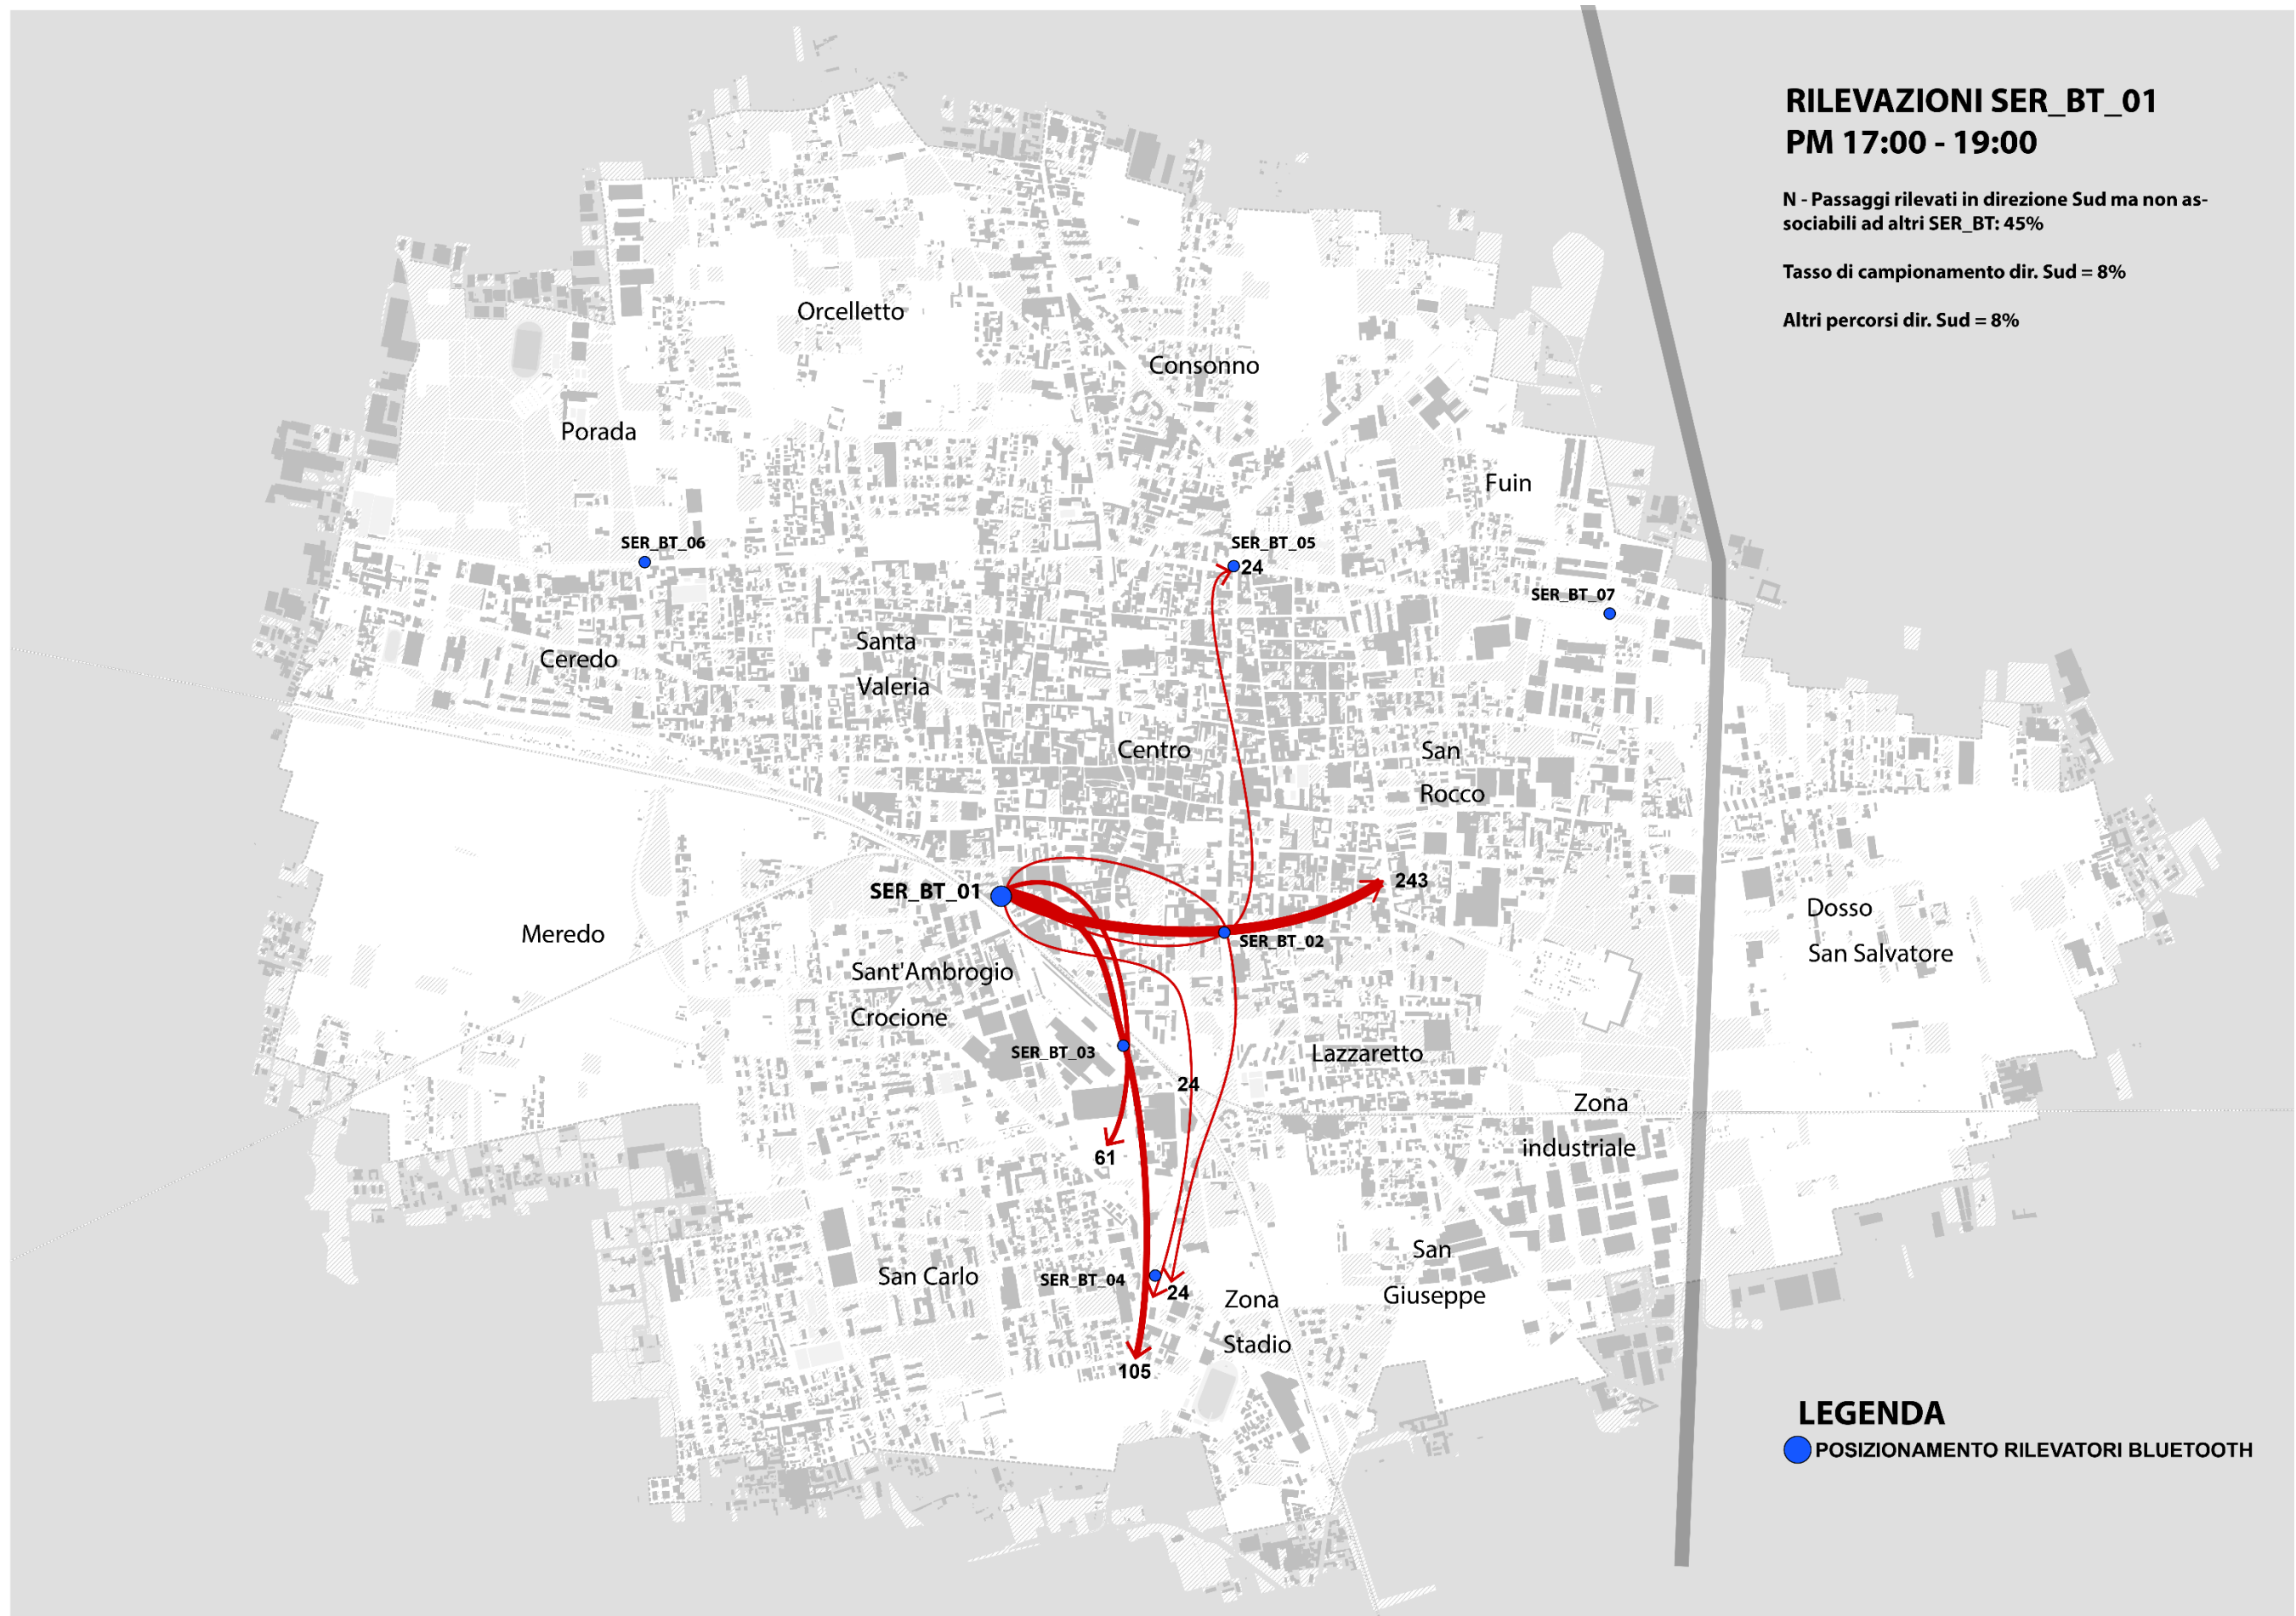 RILEVAZIONI SER_BT_01
PM 17:00 - 19:00
N - Passaggi rilevati in direzione Sud ma non as-
sociabili ad altri SER_BT: 45%
Tasso di campionamento dir. Sud = 8%
Altri percorsi dir. Sud = 8%
Orcelletto
Consonno
Porada
Fuin
SER_BT_06
SER_BT_05
24
SER_BT_07
Santa
Valeria
Ceredo
Centro
San
Rocco
SER_BT_01
243
Dosso
San Salvatore
Meredo
SER_BT_02
Sant'Ambrogio
Crocione
SER_BT_03
Lazzaretto
24
Zona
industriale
61
San Carlo
SER_BT_04
24
San
Giuseppe
Zona
Stadio
105
LEGENDA
POSIZIONAMENTO RILEVATORI BLUETOOTH